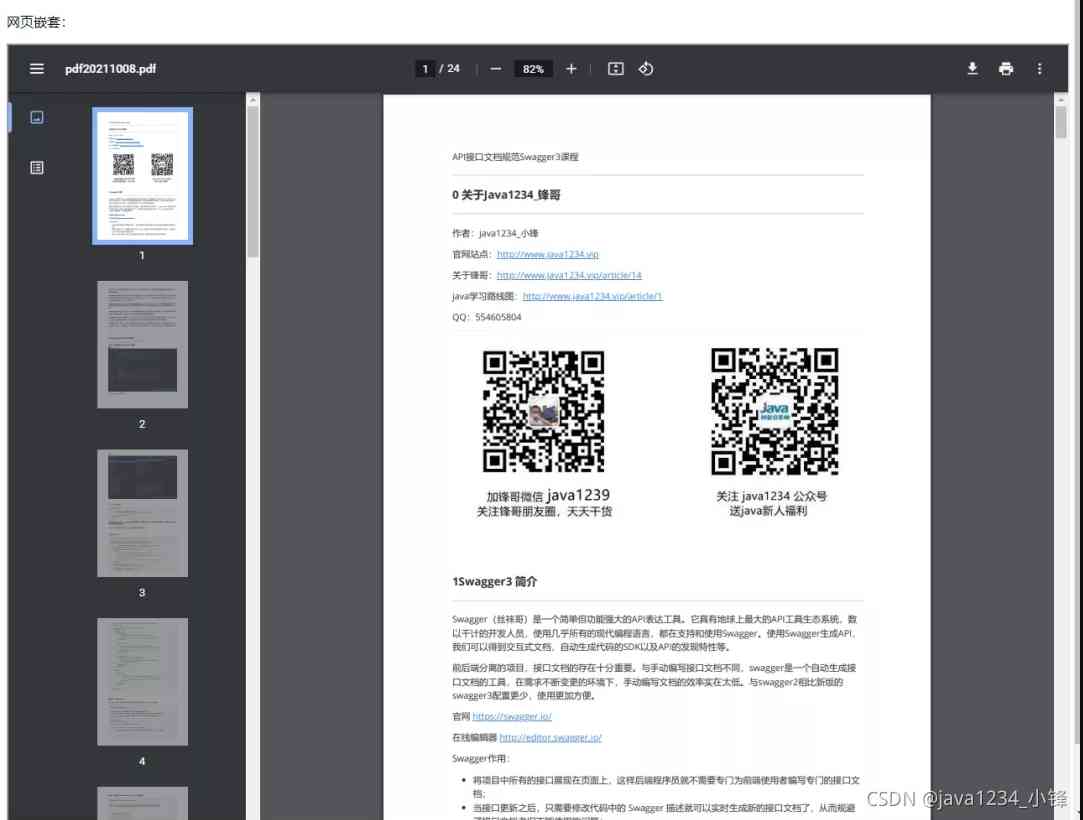 网页嵌套：
pdf20211008.pdf
1 / 24
82%
API接口文档规范Swagger3课程
0 关于Java1234_锋哥
作者：java1234_小锋
官网站点：http://www.java1234.vip
关于锋哥：http://www.java1234.vip/article/14
java学习路线图：http://www.java1234.vip/article/1
QQ：554605804
加锋哥微信 java1239
关注锋哥朋友圈，天天干货
Java
关注 java1234 公众号
送java新人福利
1Swagger3 简介
Swagger（丝袜哥）是一个简单但功能强大的API表达工具。它具有地球上最大的API工具生态系统，数
以千计的开发人员，使用几乎所有的现代编程语言，都在支持和使用Swagger。使用Swagger生成API，
我们可以得到交互式文档，自动生成代码的SDK以及API的发现特性等。
前后端分离的项目，接口文档的存在十分重要。与手动编写接口文档不同，swagger是一个自动生成接
口文档的工具，在需求不断变更的环境下，手动编写文档的效率实在太低。与swagger2相比新版的
swagger3配置更少，使用更加方便。
官网 https://swagger.io/
在线编辑器 http://editor.swagger.io/
Swagger作用：
将项目中所有的接口展现在页面上，这样后端程序员就不需要专门为前端使用者编写专门的接口文
档；
当接口更新之后，只需要修改代码中的 Swagger 描述就可以实时生成新的接口文档了，从而规避
1
2
3
4
CSDN @java1234_小锋